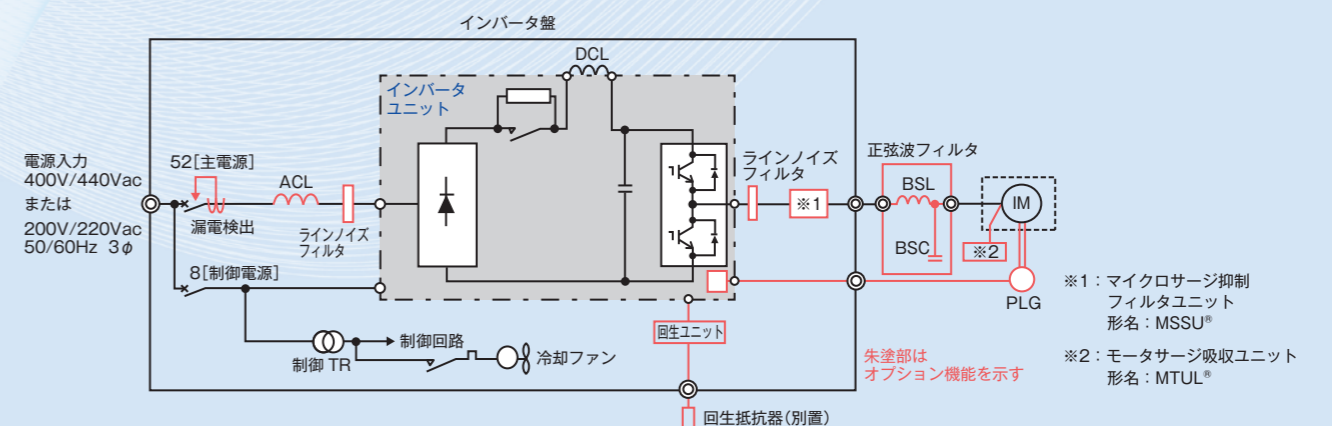 インバータ盤
DCL
インバータ
ユニット
電源入力
400V/440Vac
または
200V/220Vac
50/60Hz 3φ
52[主電源]
漏電検出
ACL
ラインノイズ
フィルタ
8[制御電源]
制御 TR
制御回路
冷却ファン
ラインノイズ
フィルタ
※1
回生ユニット
回生抵抗器(別置)
正弦波フィルタ
BSL
BSC
IM
※2
PLG
朱塗部は
オプション機能を示す
※1：マイクロサージ抑制
フィルタユニット
形名：MSSU®
※2：モータサージ吸収ユニット
形名：MTUL®